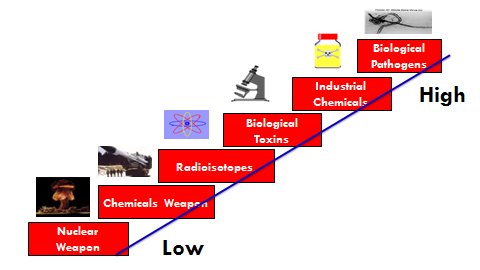 Biological
Pathogens
Industrial
Chemicals
High
Biological
Toxins
Radioisotopes
Chemicals Weapon
Nuclear
Weapon
Low